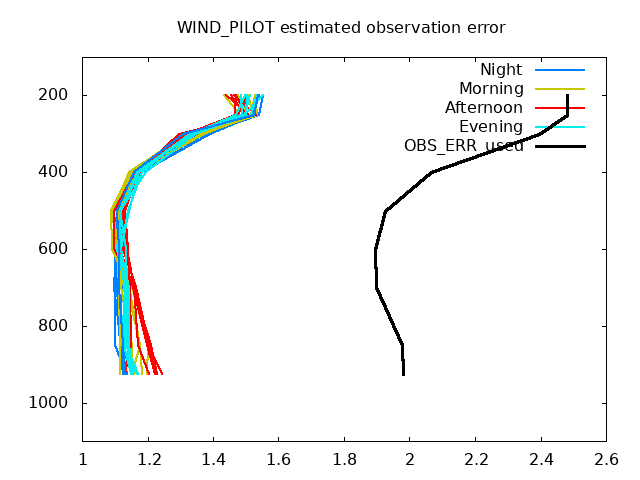 WIND_PILOT estimated observation error
Night
Morning
Afternoon
Evening
OBS_ERR_used
200
400
600
800
1000
1 1.2 1.4 1.6 1.8 2 2.2 2.4 2.6